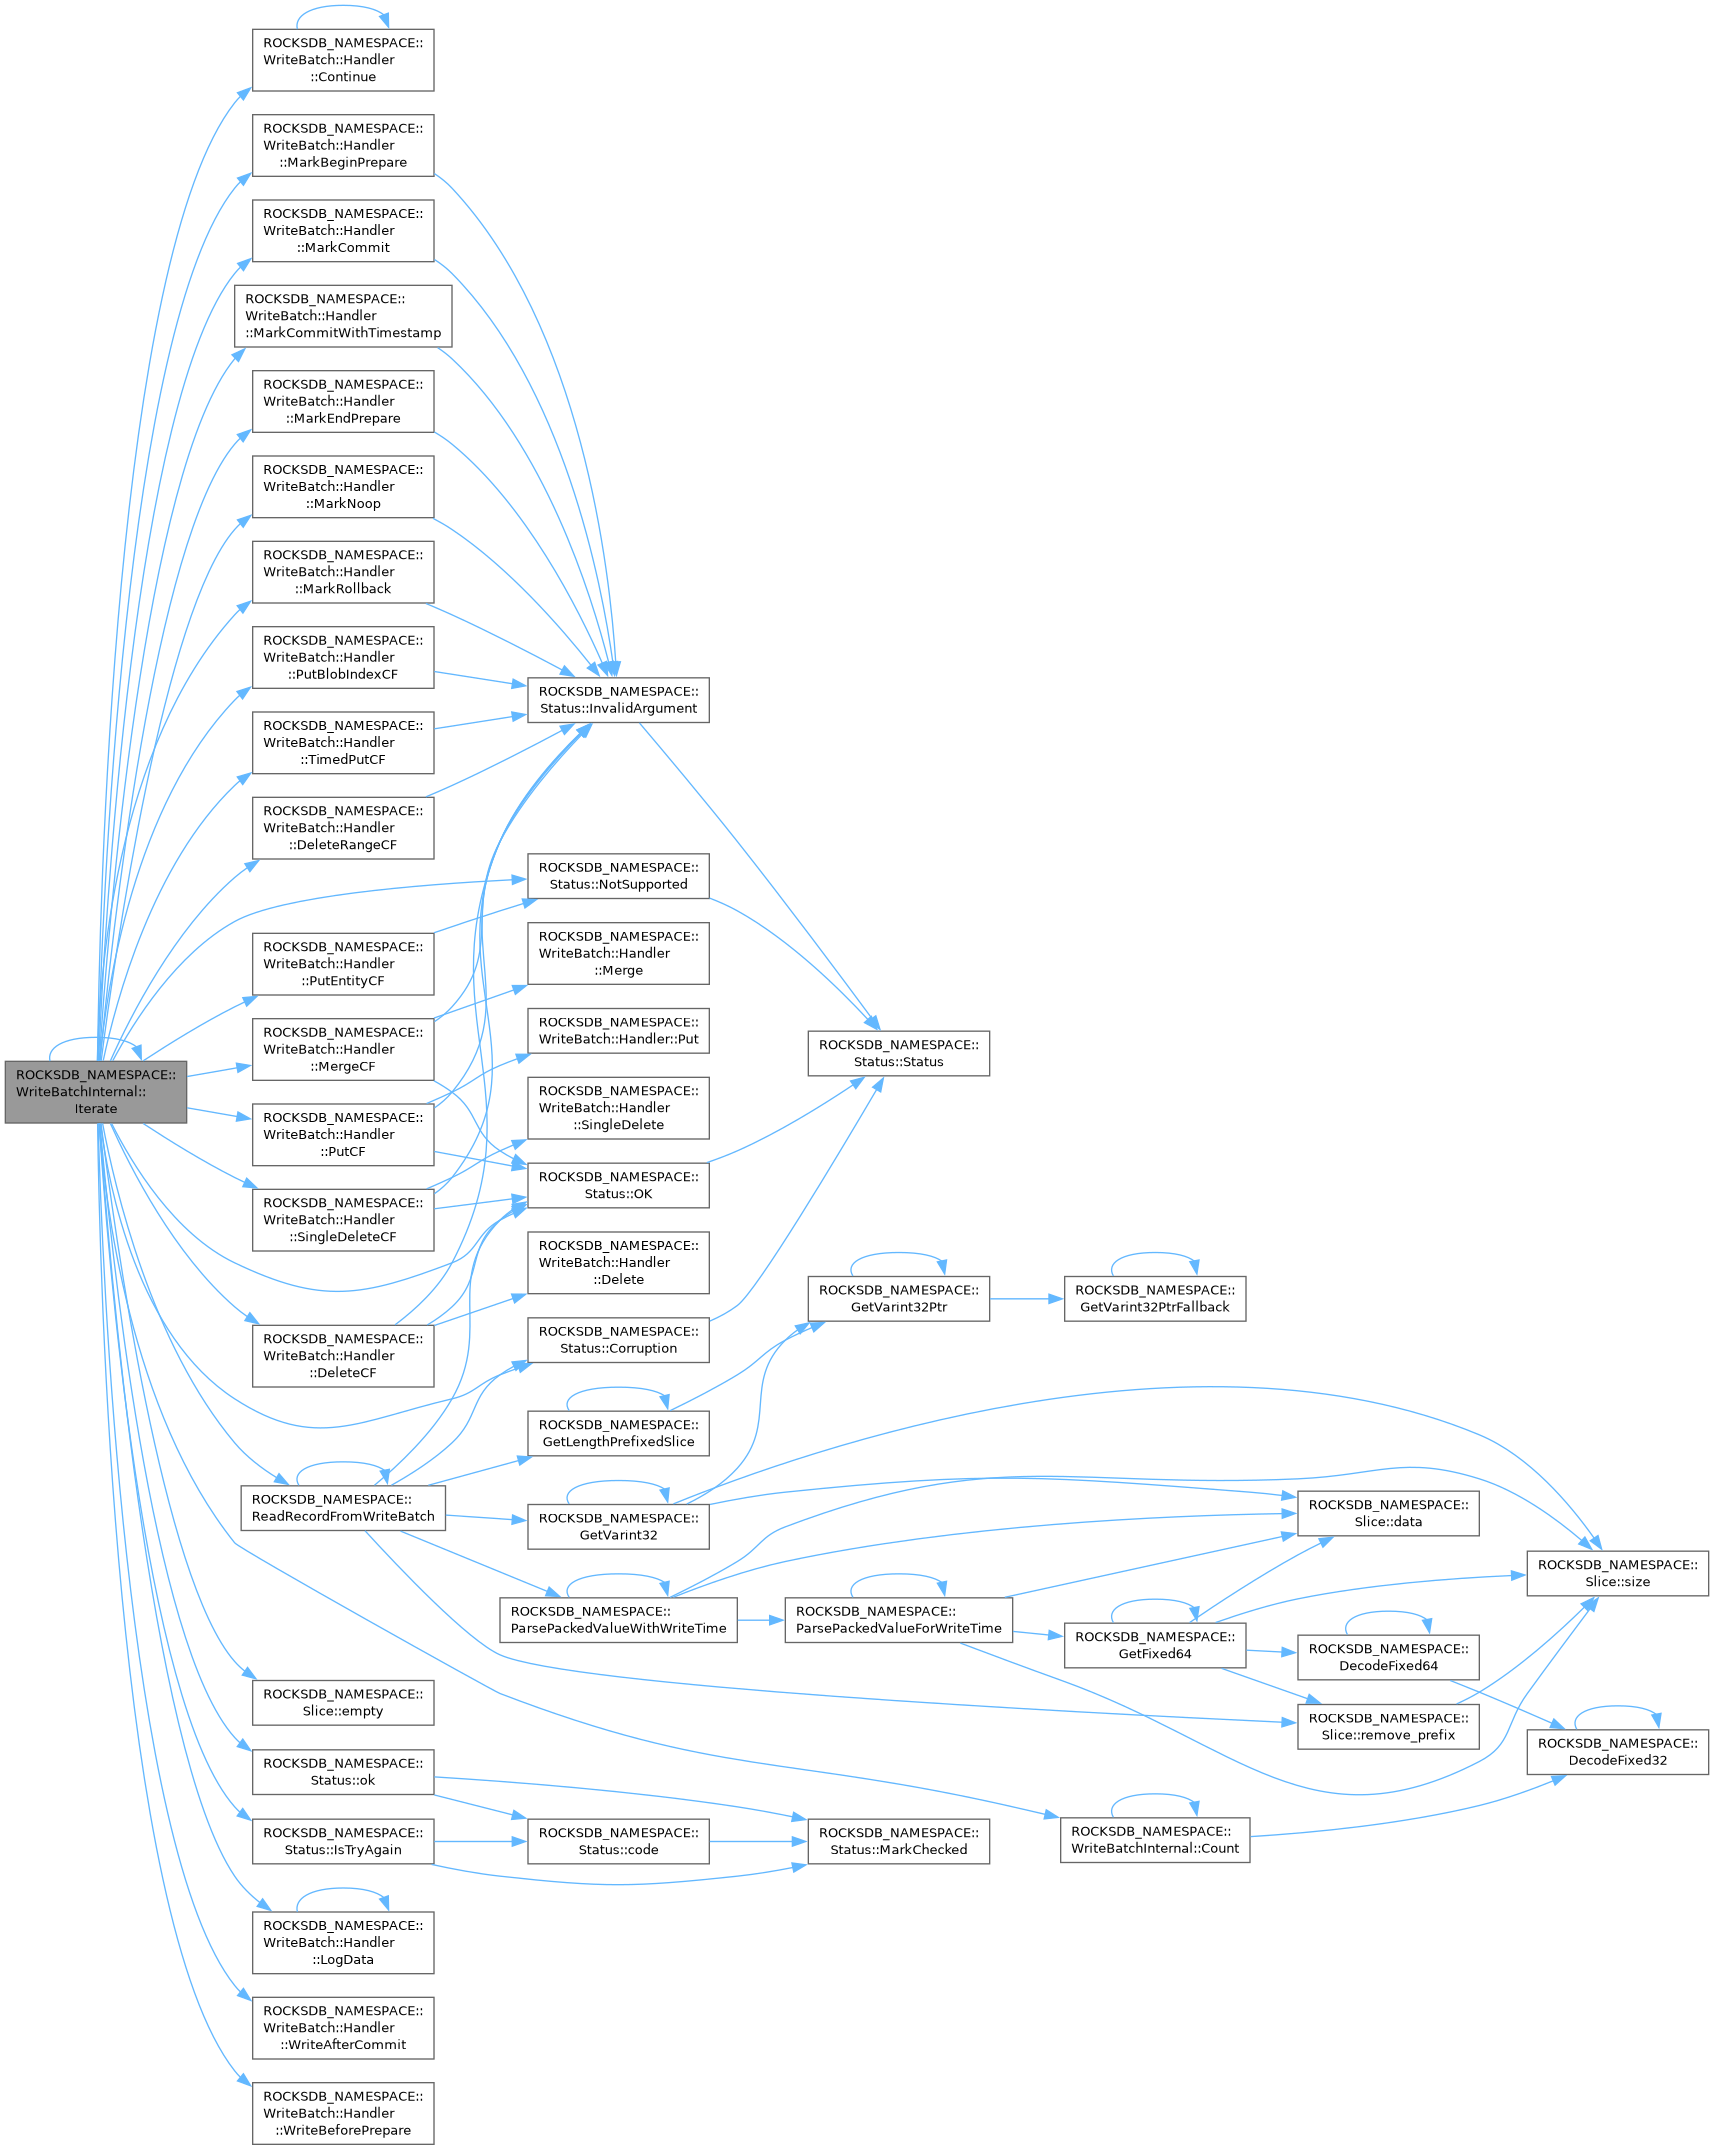 ROCKSDB_NAMESPACE::
WriteBatch::Handler
::Continue
ROCKSDB_NAMESPACE::
WriteBatch::Handler
::MarkBeginPrepare
ROCKSDB_NAMESPACE::
WriteBatch::Handler
::MarkCommit
ROCKSDB_NAMESPACE::
WriteBatch::Handler
::MarkCommitWithTimestamp
ROCKSDB_NAMESPACE::
WriteBatch::Handler
::MarkEndPrepare
ROCKSDB_NAMESPACE::
WriteBatch::Handler
::MarkNoop
ROCKSDB_NAMESPACE::
WriteBatch::Handler
::MarkRollback
ROCKSDB_NAMESPACE::
WriteBatch::Handler
::PutBlobIndexCF
ROCKSDB_NAMESPACE::
Status::InvalidArgument
ROCKSDB_NAMESPACE::
WriteBatch::Handler
::TimedPutCF
ROCKSDB_NAMESPACE::
WriteBatch::Handler
::DeleteRangeCF
ROCKSDB_NAMESPACE::
Status::NotSupported
ROCKSDB_NAMESPACE::
WriteBatch::Handler
::PutEntityCF
ROCKSDB_NAMESPACE::
WriteBatch::Handler
::Merge
ROCKSDB_NAMESPACE::
WriteBatch::Handler
::MergeCF
ROCKSDB_NAMESPACE::
WriteBatch::Handler::Put
ROCKSDB_NAMESPACE::
Status::Status
ROCKSDB_NAMESPACE::
WriteBatchInternal::
Iterate
ROCKSDB_NAMESPACE::
WriteBatch::Handler
::PutCF
ROCKSDB_NAMESPACE::
WriteBatch::Handler
::SingleDelete
ROCKSDB_NAMESPACE::
Status::OK
ROCKSDB_NAMESPACE::
WriteBatch::Handler
::SingleDeleteCF
ROCKSDB_NAMESPACE::
WriteBatch::Handler
::Delete
ROCKSDB_NAMESPACE::
GetVarint32Ptr
ROCKSDB_NAMESPACE::
GetVarint32PtrFallback
ROCKSDB_NAMESPACE::
WriteBatch::Handler
::DeleteCF
ROCKSDB_NAMESPACE::
Status::Corruption
ROCKSDB_NAMESPACE::
GetLengthPrefixedSlice
ROCKSDB_NAMESPACE::
ReadRecordFromWriteBatch
ROCKSDB_NAMESPACE::
GetVarint32
ROCKSDB_NAMESPACE::
Slice::data
ROCKSDB_NAMESPACE::
Slice::size
ROCKSDB_NAMESPACE::
ParsePackedValueWithWriteTime
ROCKSDB_NAMESPACE::
ParsePackedValueForWriteTime
ROCKSDB_NAMESPACE::
GetFixed64
ROCKSDB_NAMESPACE::
DecodeFixed64
ROCKSDB_NAMESPACE::
Slice::empty
ROCKSDB_NAMESPACE::
Slice::remove_prefix
ROCKSDB_NAMESPACE::
DecodeFixed32
ROCKSDB_NAMESPACE::
Status::ok
ROCKSDB_NAMESPACE::
Status::IsTryAgain
ROCKSDB_NAMESPACE::
Status::code
ROCKSDB_NAMESPACE::
Status::MarkChecked
ROCKSDB_NAMESPACE::
WriteBatchInternal::Count
ROCKSDB_NAMESPACE::
WriteBatch::Handler
::LogData
ROCKSDB_NAMESPACE::
WriteBatch::Handler
::WriteAfterCommit
ROCKSDB_NAMESPACE::
WriteBatch::Handler
::WriteBeforePrepare